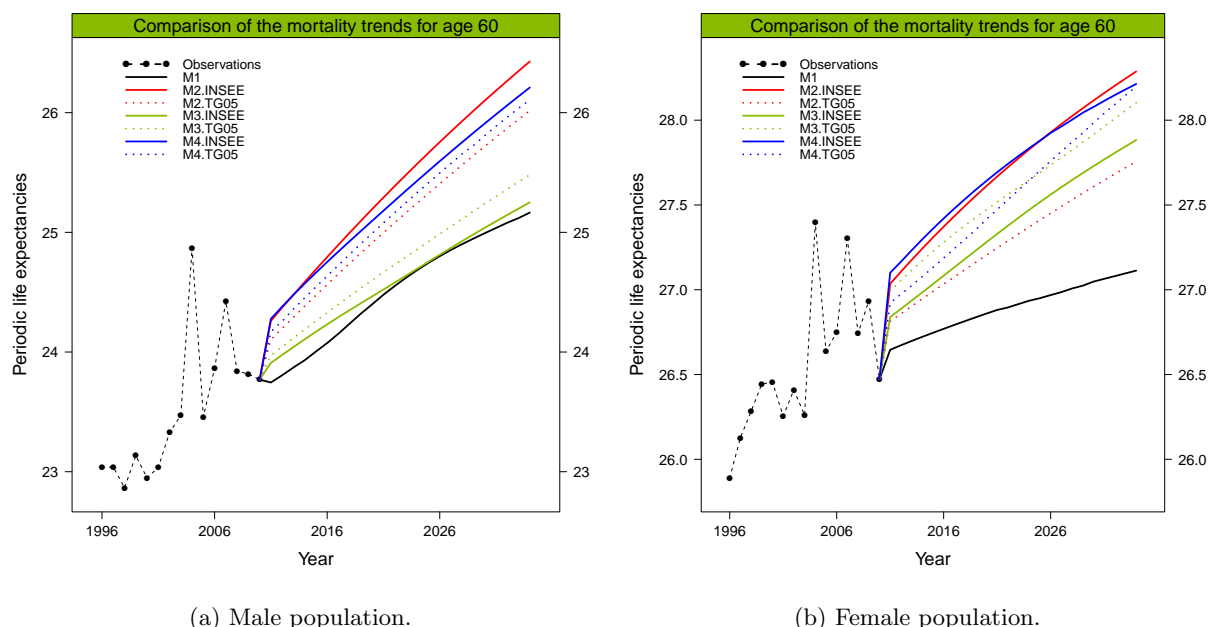 Comparison of the mortality trends for age 60
Observations
M1
M2.INSEE
M2.TG05
M3.INSEE
M3.TG05
M4.INSEE
M4.TG05
Periodic life expectancies
26
25
24
23
26
25
24
23
1996
2006
2016
2026
Year
(a) Male population.
Comparison of the mortality trends for age 60
Observations
M1
M2.INSEE
M2.TG05
M3.INSEE
M3.TG05
M4.INSEE
M4.TG05
Periodic life expectancies
28.0
27.5
27.0
26.5
26.0
28.0
27.5
27.0
26.5
26.0
1996
2006
2016
2026
Year
(b) Female population.